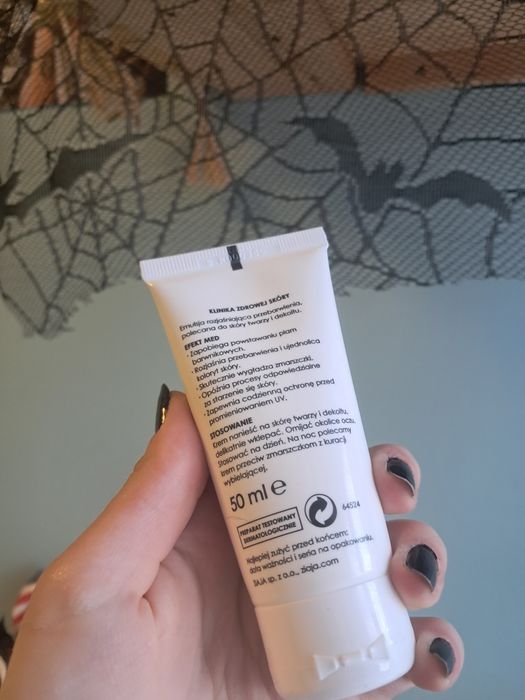 KLINIKA ZDROWEJ SKÓRY
Emulsja rozjaśniająca przebarwienia,
polecana do skóry twarzy i dekoltu.
EFEKT MED
- Zapobiega powstawaniu plam
barwnikowych.
- Rozjaśnia przebarwienia i ujednolica
koloryt skóry.
- Skutecznie wygładza zmarszczki.
- Opóźnia procesy odpowiedzialne
za starzenie się skóry.
- Zapewnia codzienną ochronę przed
promieniowaniem UV.
STOSOWANIE
Krem nanieść na skórę twarzy i dekoltu,
delikatnie wklepać. Omijać okolice oczu.
Stosować na dzień. Na noc polecamy
krem przeciw zmarszczkom z kuracji
wybielającej.
50 ml e
PREPARAT TESTOWANY
DERMATOLOGICZNIE
64524
Najlepiej zużyć przed końcem:
data ważności i seria na opakowaniu.
ZIAJA sp. z o.o., ziaja.com